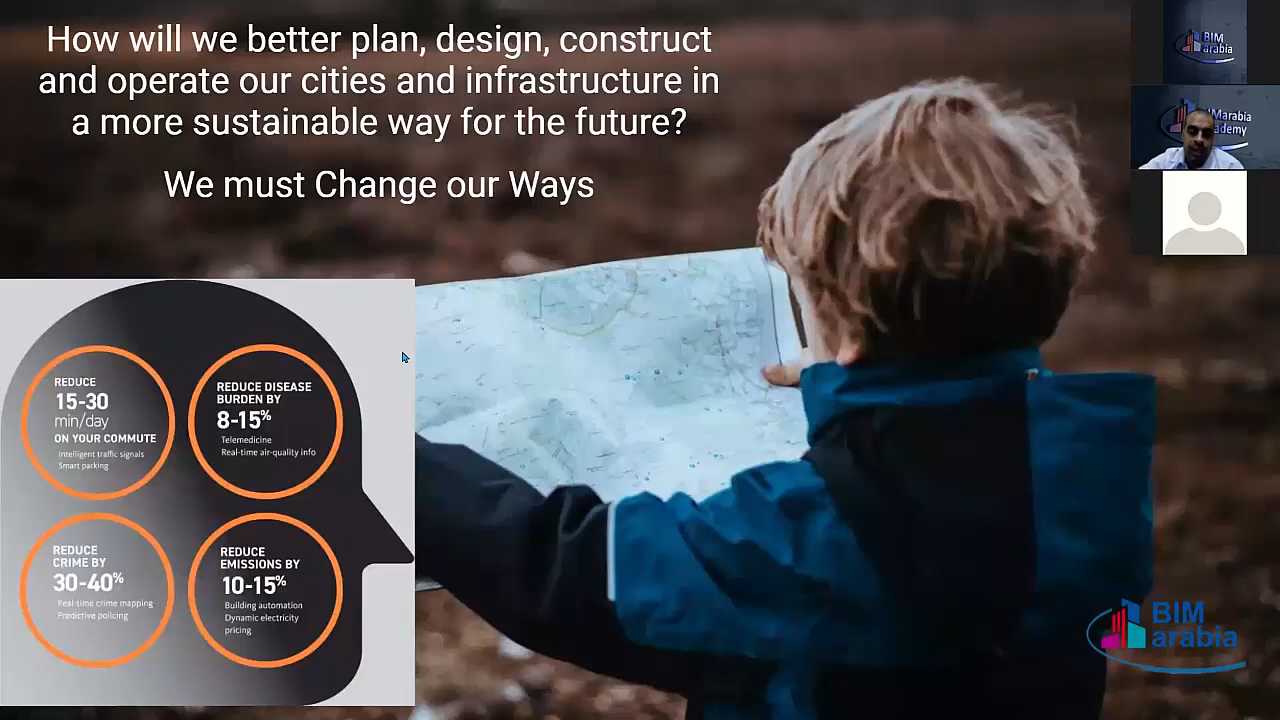 How will we better plan, design, construct
and operate our cities and infrastructure in
a more sustainable way for the future?
We must Change our Ways
REDUCE
15-30
min/day
ON YOUR COMMUTE
Intelligent traffic signals
Smart parking
REDUCE DISEASE
BURDEN BY
8-15%
Telemedicine
Real-time air-quality info
REDUCE
CRIME BY
30-40%
Real-time crime mapping
Predictive policing
REDUCE
EMISSIONS BY
10-15%
Building automation
Dynamic electricity
pricing
BIM
arabia
Marabia
demy
BIM
arabia